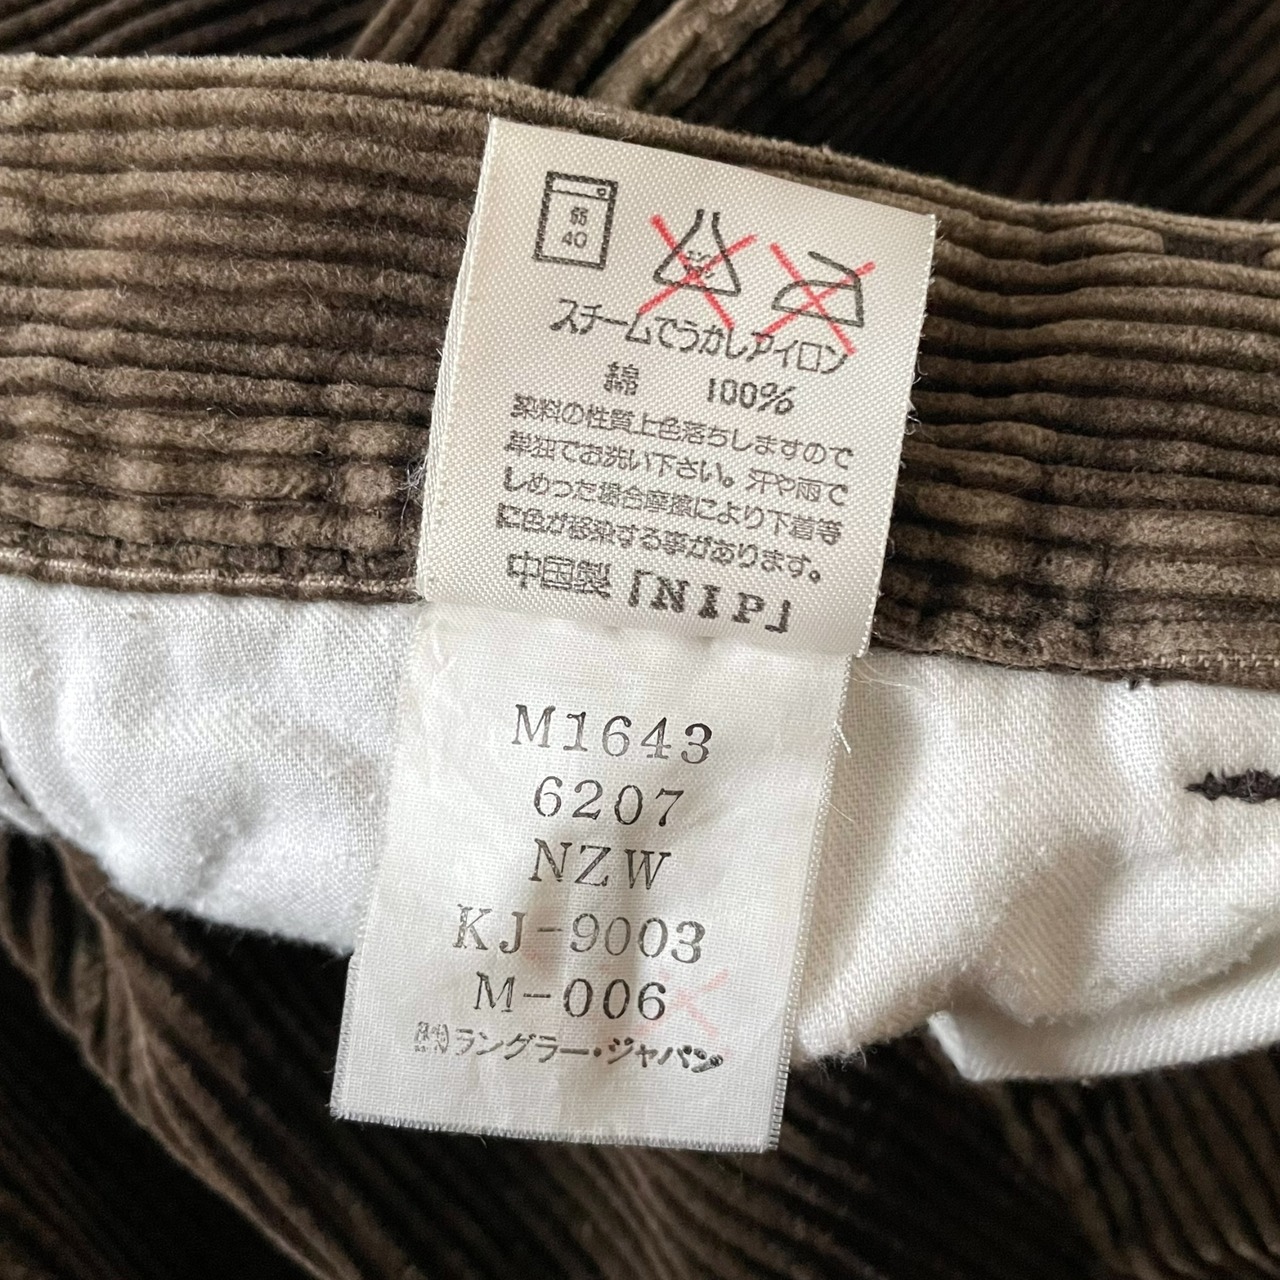 弱
40
スチームでうかしアイロン
綿 100%
染料の性質上色落ちしますので
単独でお洗い下さい。汗や雨で
しめった場合摩擦により下着等
に色が移染する事があります。
中国製「NIP」
M1643
6207
NZW
KJ-9003
M-006
ラングラー・ジャパン